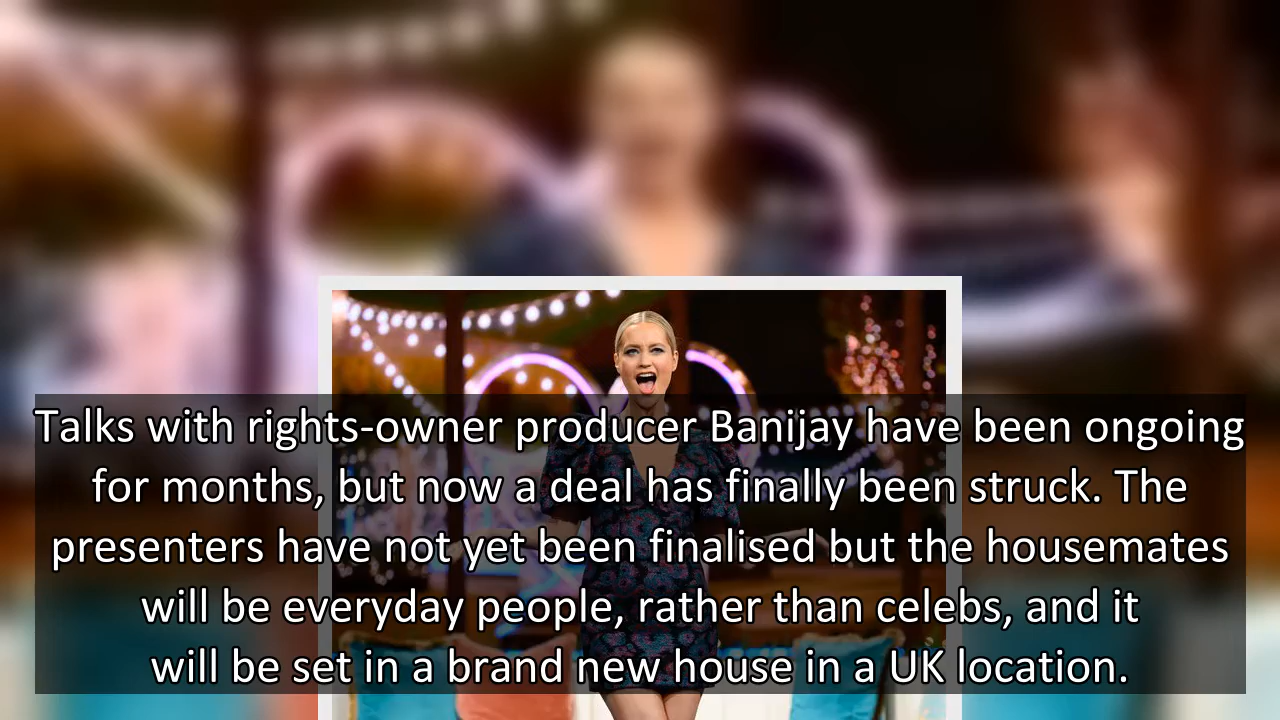 Talks with rights-owner producer Banijay have been ongoing
for months, but now a deal has finally been struck. The
presenters have not yet been finalised but the housemates
will be everyday people, rather than celebs, and it
will be set in a brand new house in a UK location.